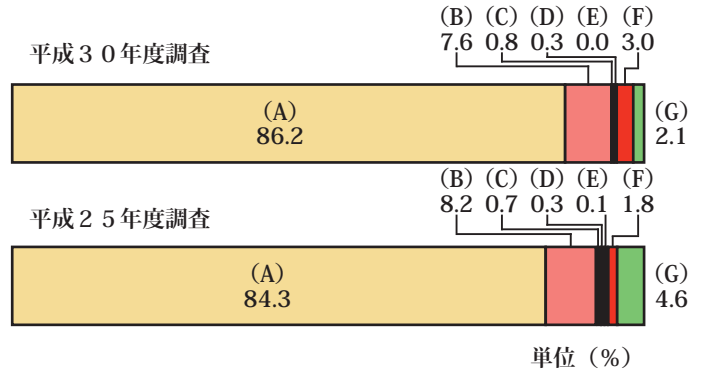 (B) (C) (D) (E) (F)
平成30年度調査 7.6 0.8 0.3 0.0 3.0
(A) (G)
86.2 2.1
(B) (C) (D) (E) (F)
平成25年度調査 8.2 0.7 0.3 0.1 1.8
(A) (G)
84.3 4.6
単位(%)